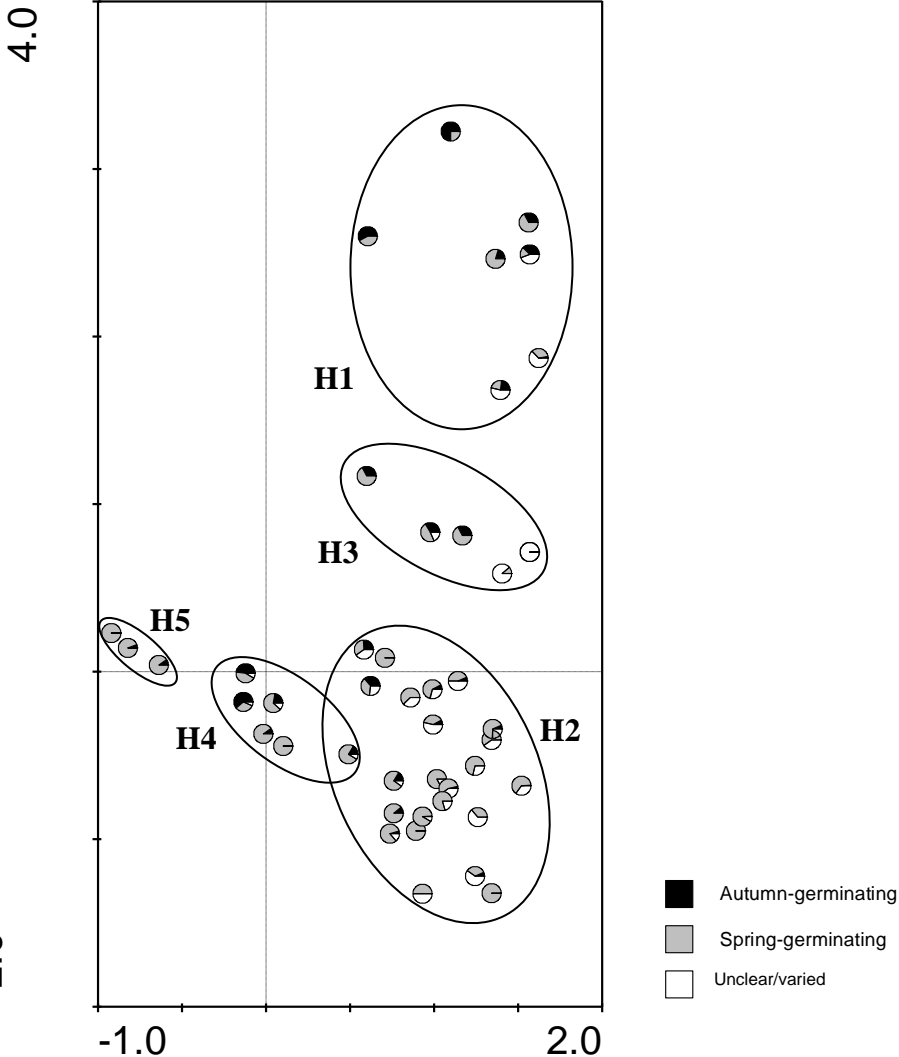 4.0
H1
H3
H5
H4
H2
Autumn-germinating
Spring-germinating
Unclear/varied
-1.0
2.0